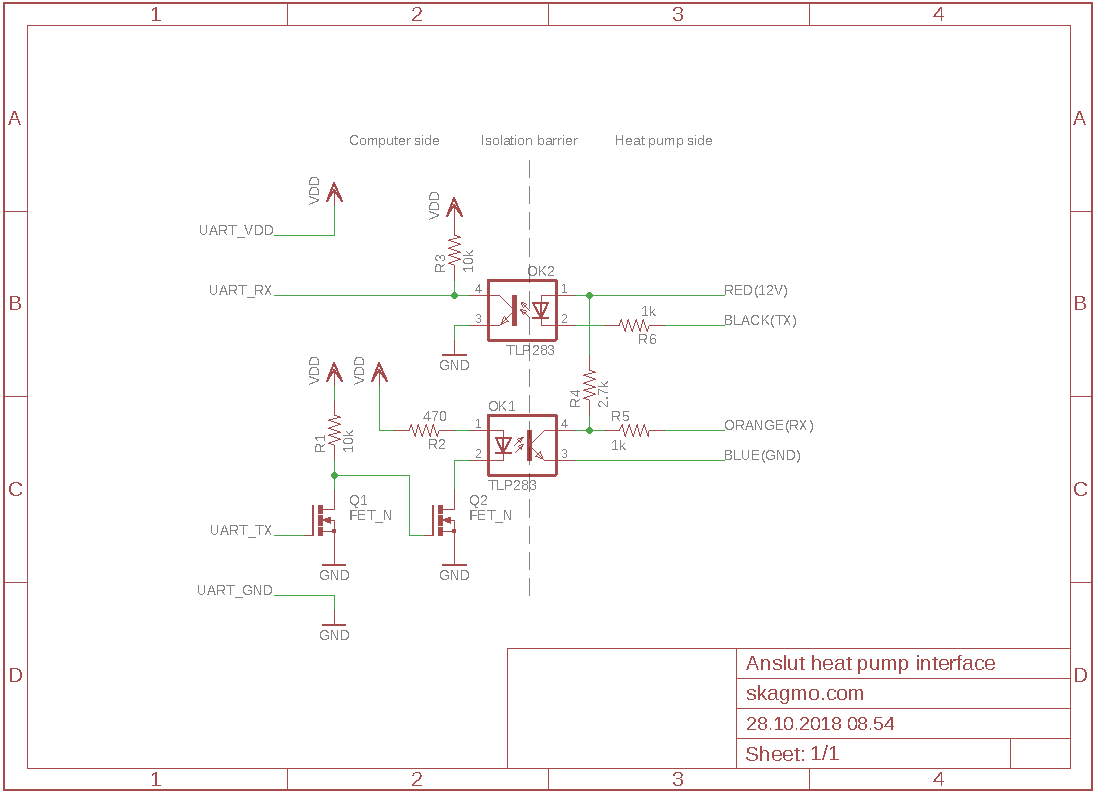 1 2 3 4
A A
Computer side Isolation barrier Heat pump side
VDD
VDD
UART_VDD
R3 10k
OK2
UART_RX 4 1 RED(12V)
B B
1k
3 2 BLACK(TX)
R6
TLP283
GND
VDD VDD
R4 2.7k
OK1
470 R5
1 4 ORANGE(RX)
R1 10k R2 1k
2 3 BLUE(GND)
TLP283
C C
Q1 Q2
FET_N FET_N
UART_TX
GND GND
UART_GND
GND
Anslut heat pump interface
D D
skagmo.com
28.10.2018 08.54
Sheet: 1/1
1 2 3 4